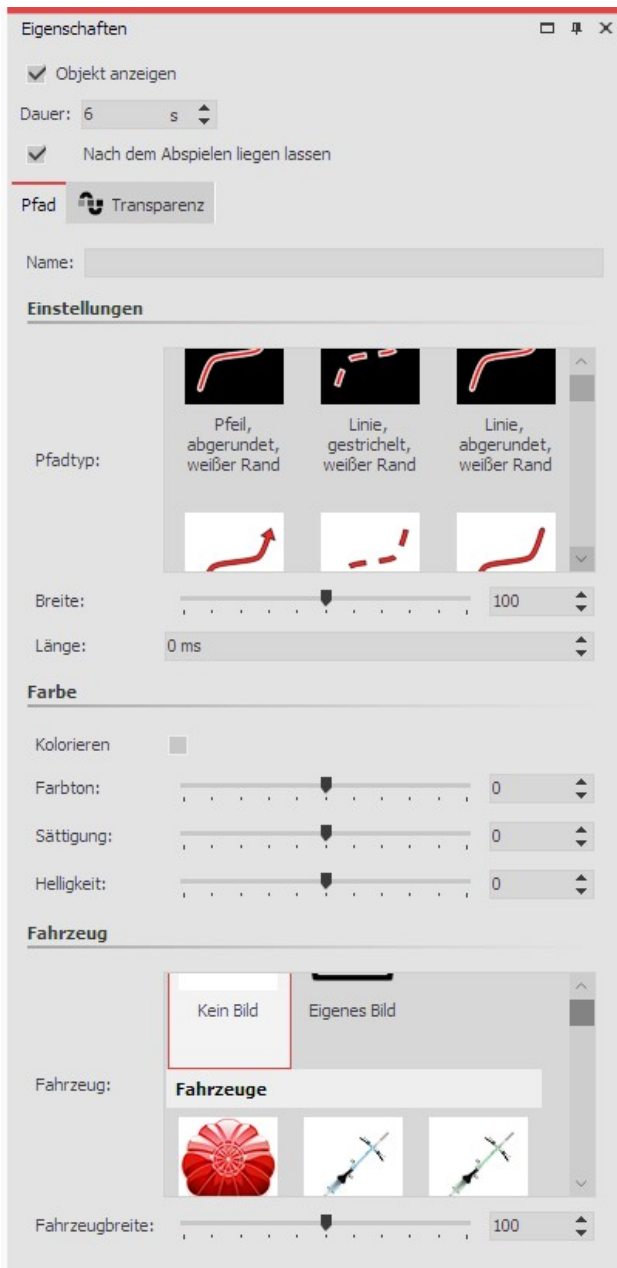 Eigenschaften
Objekt anzeigen
Dauer: 6 s
Nach dem Abspielen liegen lassen
Pfad Transparenz
Name:
Einstellungen
Pfadtyp:
Pfeil,
abgerundet,
weißer Rand
Linie,
gestrichelt,
weißer Rand
Linie,
abgerundet,
weißer Rand
Breite: 100
Länge: 0 ms
Farbe
Kolorieren
Farbton: 0
Sättigung: 0
Helligkeit: 0
Fahrzeug
Kein Bild Eigenes Bild
Fahrzeug:
Fahrzeuge
Fahrzeugbreite: 100